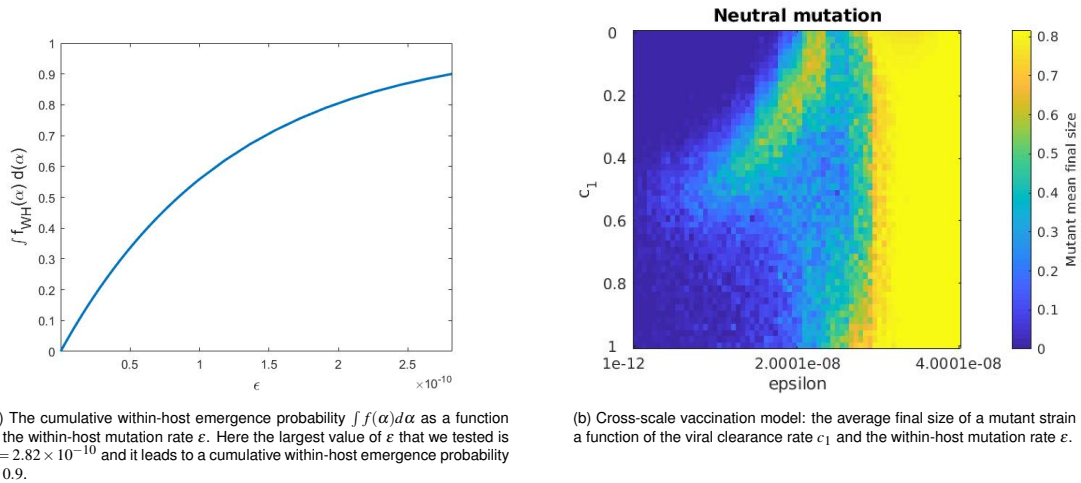 1
0.9
0.8
0.7
0.6
0.5
0.4
0.3
0.2
0.1
0
∫ f_WH(α) d(α)
0.5 1 1.5 2 2.5
×10^-10
ϵ
) The cumulative within-host emergence probability ∫ f(α)dα as a function
the within-host mutation rate ε. Here the largest value of ε that we tested is
= 2.82 × 10^−10 and it leads to a cumulative within-host emergence probability
0.9.
Neutral mutation
0
0.2
0.4
0.6
0.8
1
c_1
1e-12 2.0001e-08 4.0001e-08
epsilon
0.8
0.7
0.6
0.5
0.4
0.3
0.2
0.1
0
Mutant mean final size
(b) Cross-scale vaccination model: the average final size of a mutant strain
a function of the viral clearance rate c_1 and the within-host mutation rate ε.